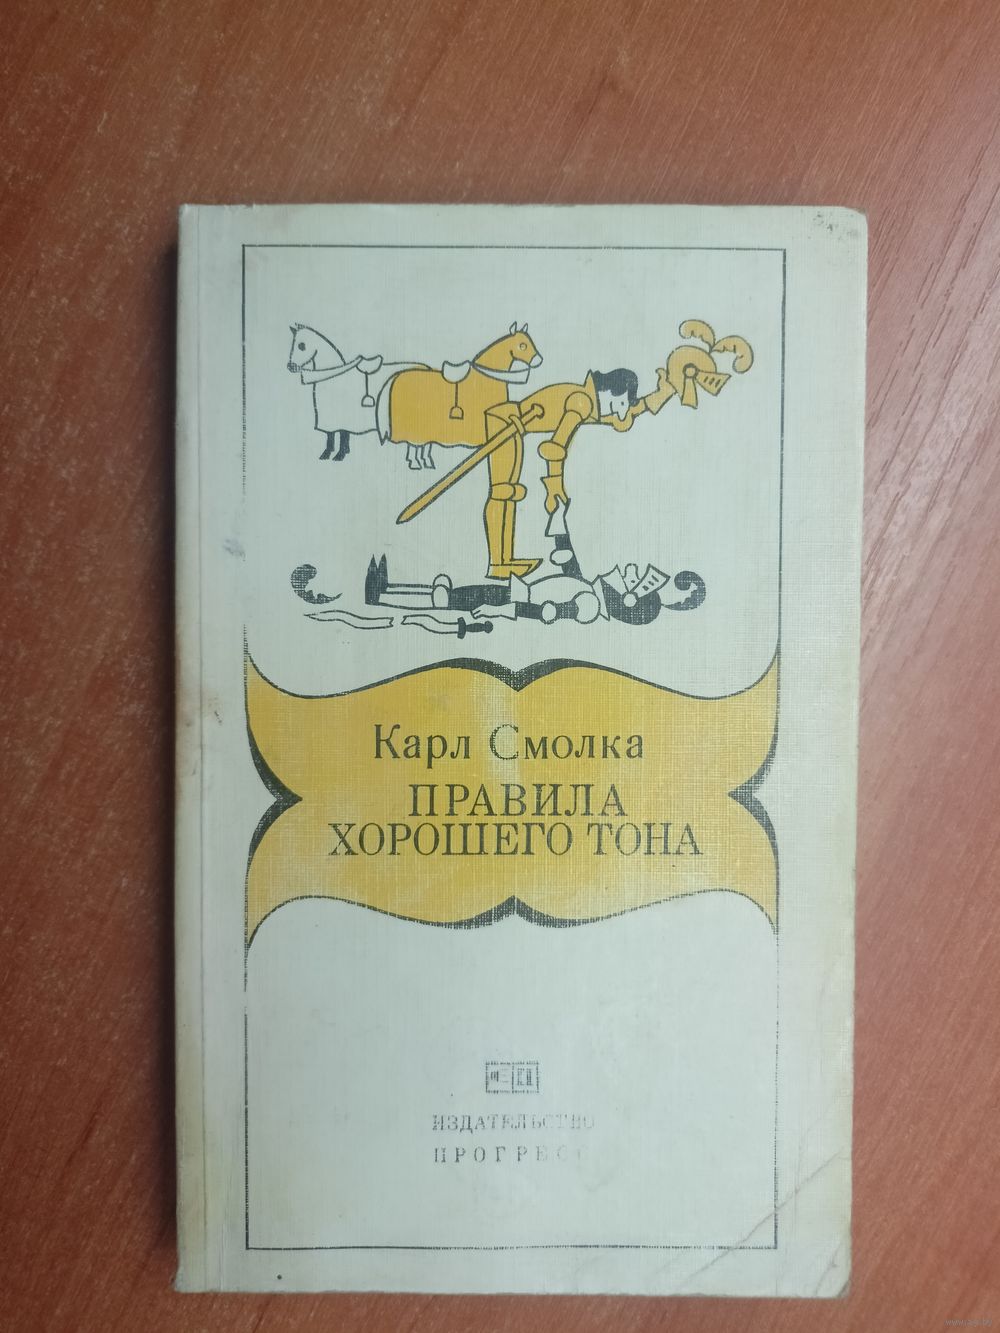 Карл Смолка
ПРАВИЛА
ХОРОШЕГО ТОНА
ИЗДАТЕЛЬСТВО
ПРОГРЕСС